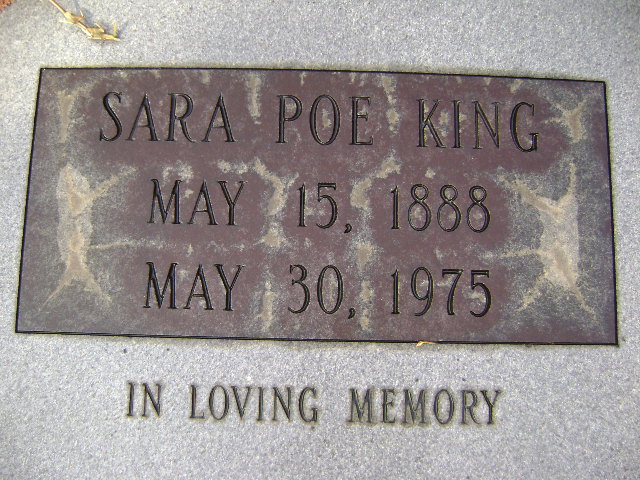 SARA POE KING
MAY 15, 1888
MAY 30, 1975
IN LOVING MEMORY